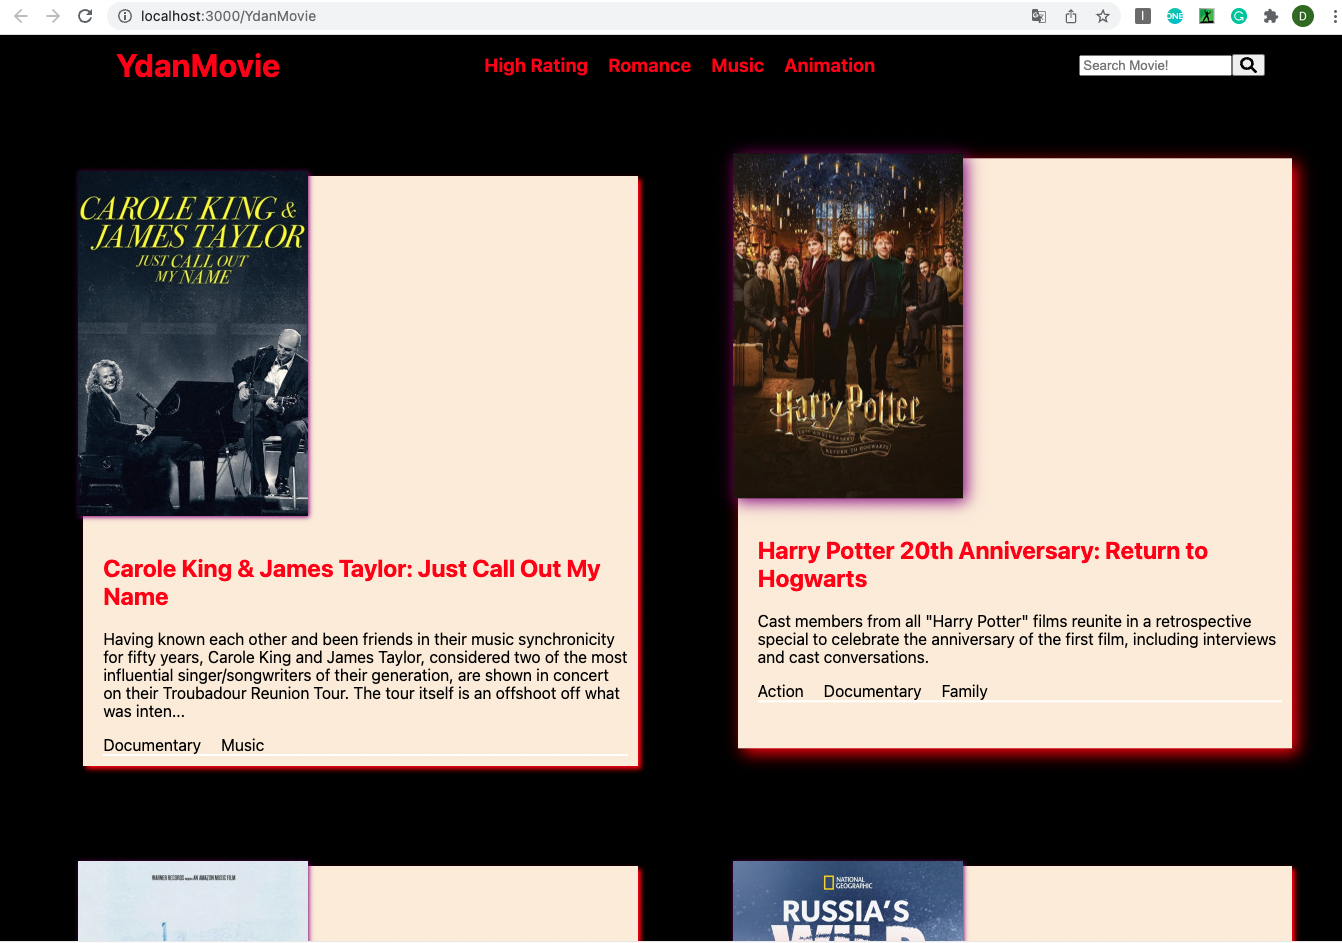 localhost:3000/YdanMovie
D
YdanMovie
High Rating Romance Music Animation
Search Movie!
CAROLE KING &
JAMES TAYLOR
JUST CALL OUT
MY NAME
Carole King & James Taylor: Just Call Out My
Name
Having known each other and been friends in their music synchronicity
for fifty years, Carole King and James Taylor, considered two of the most
influential singer/songwriters of their generation, are shown in concert
on their Troubadour Reunion Tour. The tour itself is an offshoot off what
was inten...
Documentary Music
Harry Potter
20TH ANNIVERSARY
RETURN TO HOGWARTS
Harry Potter 20th Anniversary: Return to
Hogwarts
Cast members from all "Harry Potter" films reunite in a retrospective
special to celebrate the anniversary of the first film, including interviews
and cast conversations.
Action Documentary Family
WARNER RECORDS AN AMAZON MUSIC FILM
NATIONAL
GEOGRAPHIC
RUSSIA'S
WILD